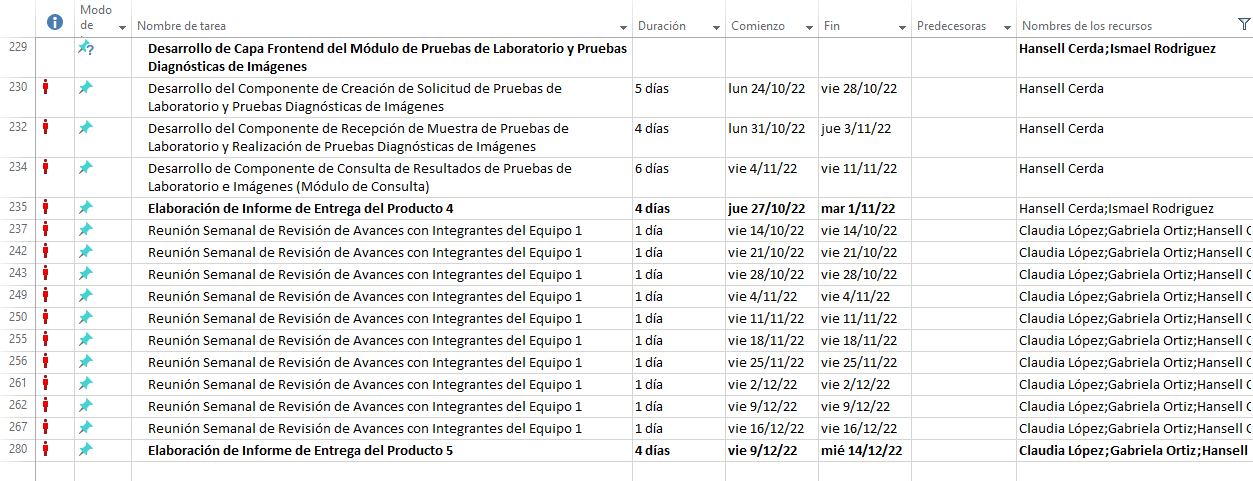 Modo de
Nombre de tarea Duración Comienzo Fin Predecesoras Nombres de los recursos
229 ? Desarrollo de Capa Frontend del Módulo de Pruebas de Laboratorio y Pruebas Hansell Cerda;Ismael Rodriguez
Diagnósticas de Imágenes
230 Desarrollo del Componente de Creación de Solicitud de Pruebas de 5 días lun 24/10/22 vie 28/10/22 Hansell Cerda
Laboratorio y Pruebas Diagnósticas de Imágenes
232 Desarrollo del Componente de Recepción de Muestra de Pruebas de 4 días lun 31/10/22 jue 3/11/22 Hansell Cerda
Laboratorio y Realización de Pruebas Diagnósticas de Imágenes
234 Desarrollo de Componente de Consulta de Resultados de Pruebas de 6 días vie 4/11/22 vie 11/11/22 Hansell Cerda
Laboratorio e Imágenes (Módulo de Consulta)
235 Elaboración de Informe de Entrega del Producto 4 4 días jue 27/10/22 mar 1/11/22 Hansell Cerda;Ismael Rodriguez
237 Reunión Semanal de Revisión de Avances con Integrantes del Equipo 1 1 día vie 14/10/22 vie 14/10/22 Claudia López;Gabriela Ortiz;Hansell C
242 Reunión Semanal de Revisión de Avances con Integrantes del Equipo 1 1 día vie 21/10/22 vie 21/10/22 Claudia López;Gabriela Ortiz;Hansell C
243 Reunión Semanal de Revisión de Avances con Integrantes del Equipo 1 1 día vie 28/10/22 vie 28/10/22 Claudia López;Gabriela Ortiz;Hansell C
249 Reunión Semanal de Revisión de Avances con Integrantes del Equipo 1 1 día vie 4/11/22 vie 4/11/22 Claudia López;Gabriela Ortiz;Hansell C
250 Reunión Semanal de Revisión de Avances con Integrantes del Equipo 1 1 día vie 11/11/22 vie 11/11/22 Claudia López;Gabriela Ortiz;Hansell C
255 Reunión Semanal de Revisión de Avances con Integrantes del Equipo 1 1 día vie 18/11/22 vie 18/11/22 Claudia López;Gabriela Ortiz;Hansell C
256 Reunión Semanal de Revisión de Avances con Integrantes del Equipo 1 1 día vie 25/11/22 vie 25/11/22 Claudia López;Gabriela Ortiz;Hansell C
261 Reunión Semanal de Revisión de Avances con Integrantes del Equipo 1 1 día vie 2/12/22 vie 2/12/22 Claudia López;Gabriela Ortiz;Hansell C
262 Reunión Semanal de Revisión de Avances con Integrantes del Equipo 1 1 día vie 9/12/22 vie 9/12/22 Claudia López;Gabriela Ortiz;Hansell C
267 Reunión Semanal de Revisión de Avances con Integrantes del Equipo 1 1 día vie 16/12/22 vie 16/12/22 Claudia López;Gabriela Ortiz;Hansell C
280 Elaboración de Informe de Entrega del Producto 5 4 días vie 9/12/22 mié 14/12/22 Claudia López;Gabriela Ortiz;Hansell